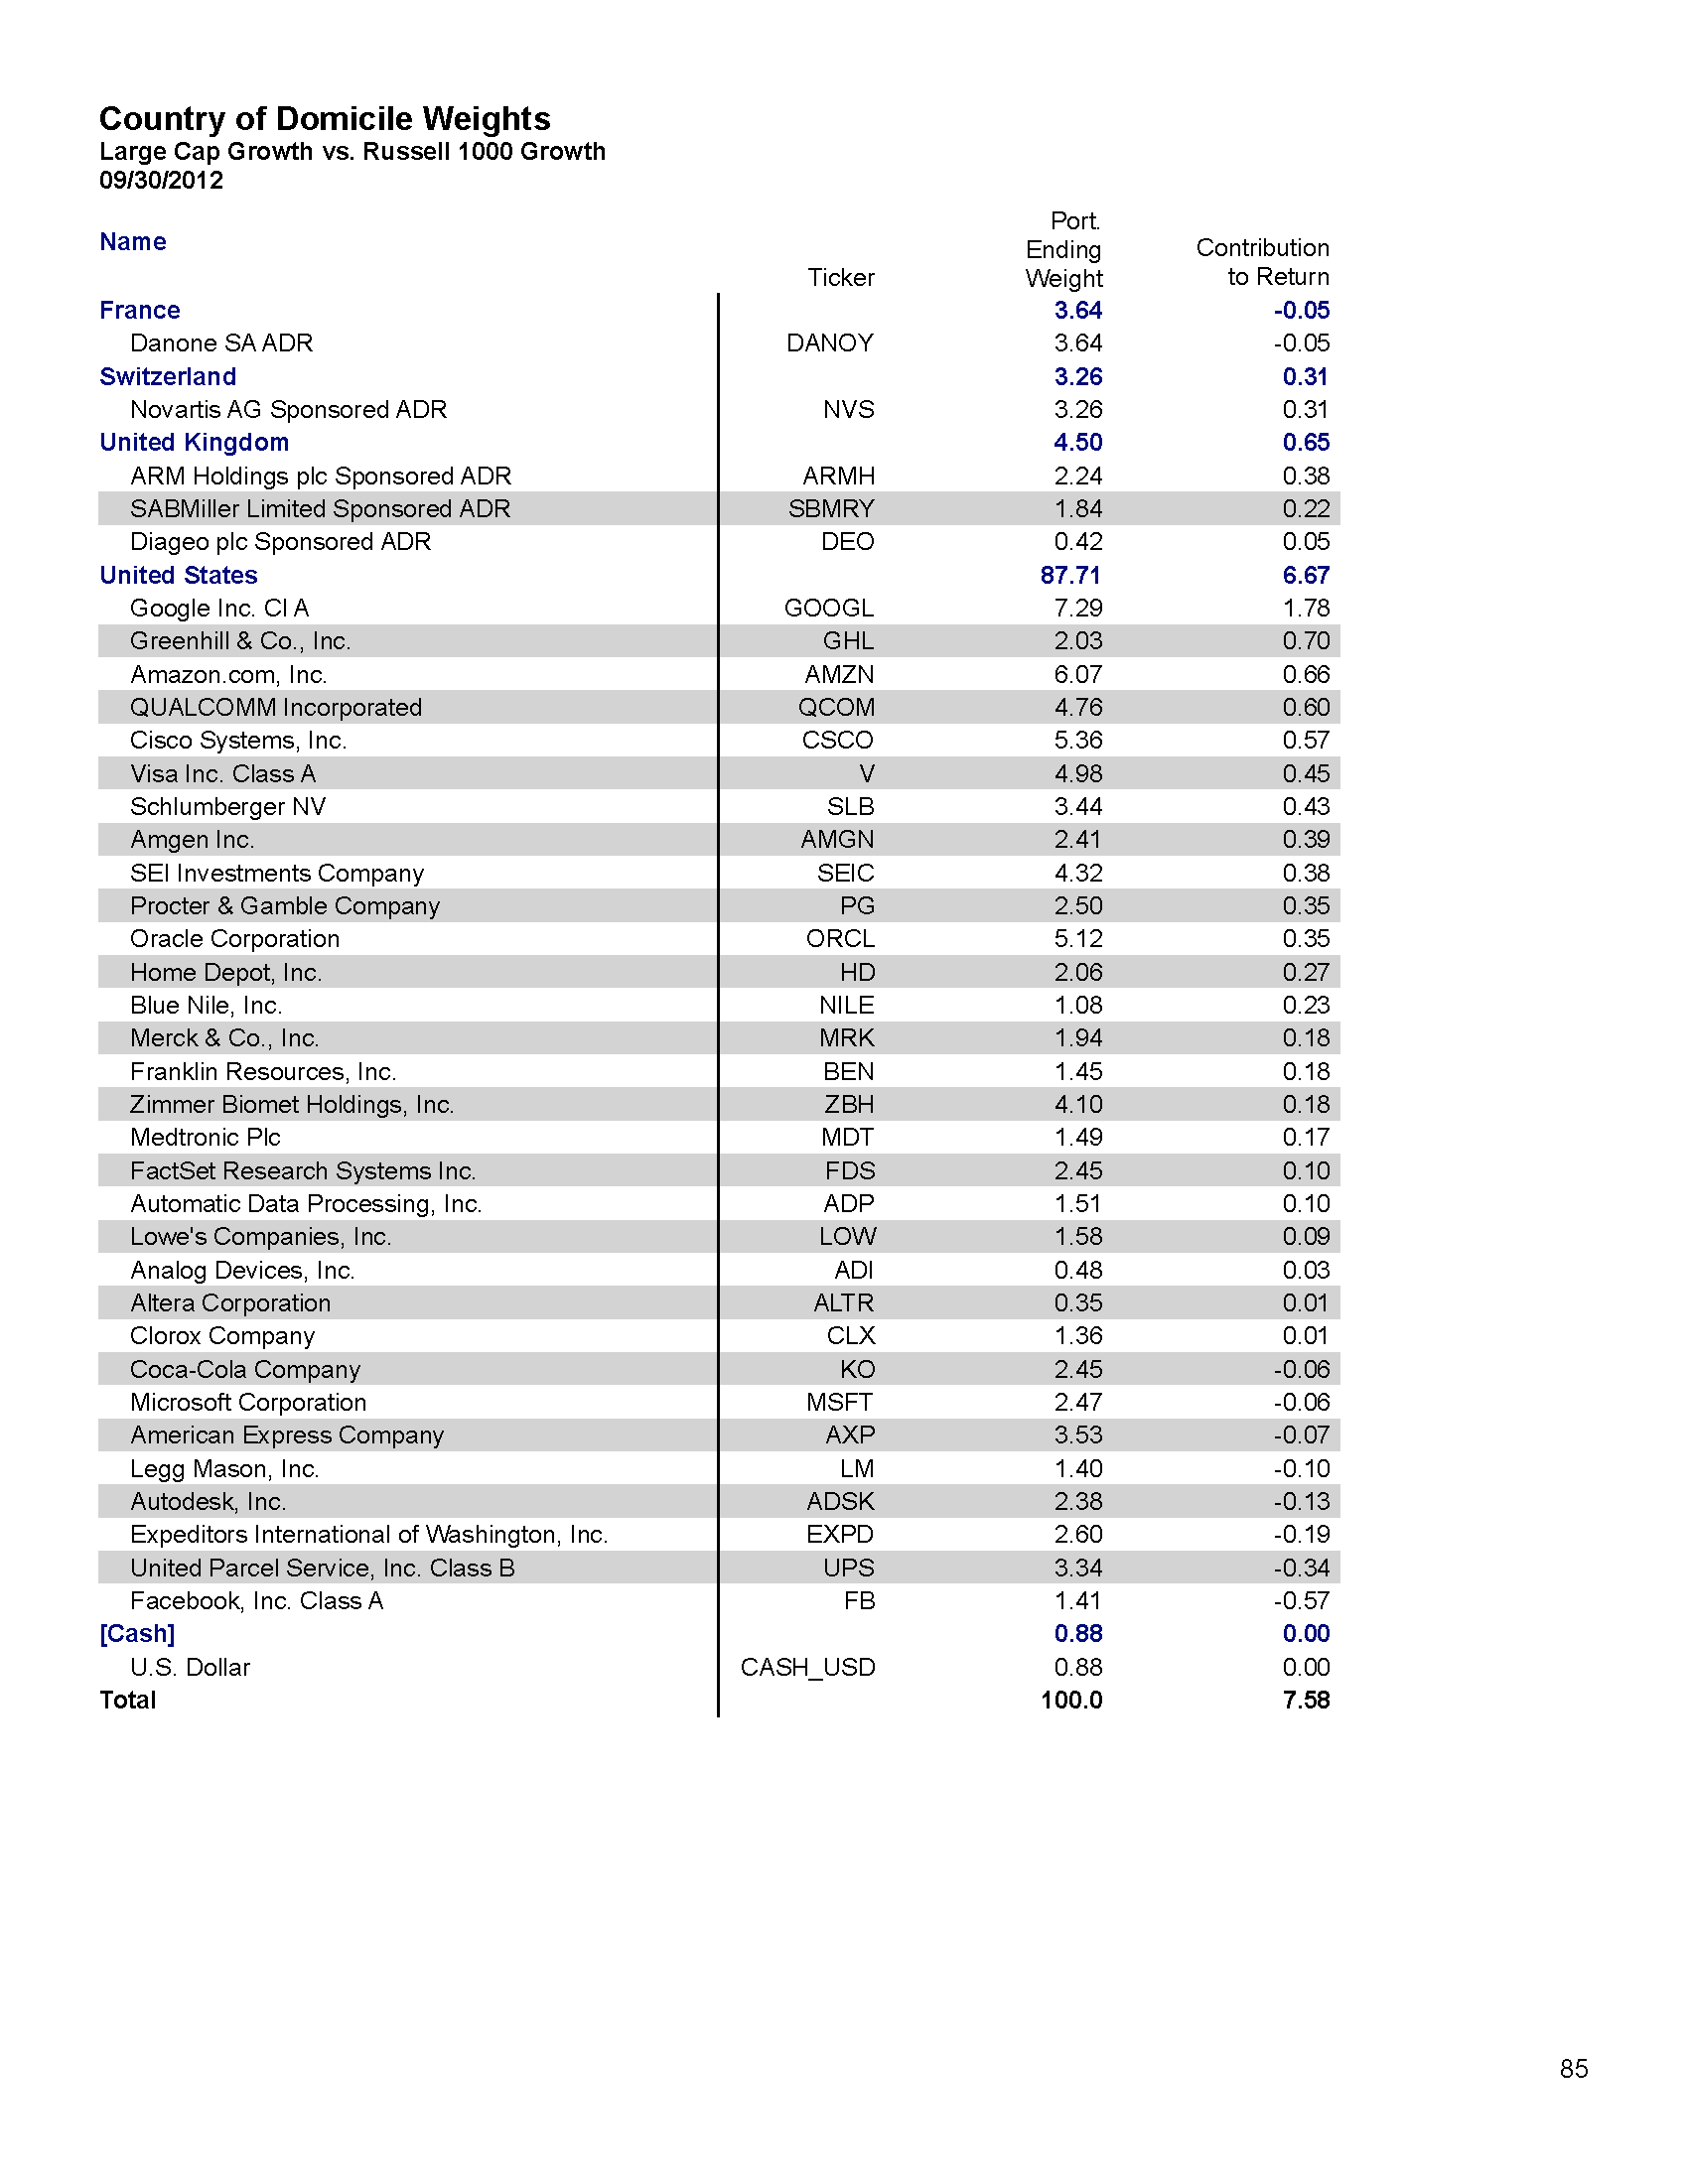 Country of Domicile Weights
Large Cap Growth vs. Russell 1000 Growth
09/30/2012
Name Ticker Port. Ending Weight Contribution to Return
France 3.64 -0.05
Danone SA ADR DANOY 3.64 -0.05
Switzerland 3.26 0.31
Novartis AG Sponsored ADR NVS 3.26 0.31
United Kingdom 4.50 0.65
ARM Holdings plc Sponsored ADR ARMH 2.24 0.38
SABMiller Limited Sponsored ADR SBMRY 1.84 0.22
Diageo plc Sponsored ADR DEO 0.42 0.05
United States 87.71 6.67
Google Inc. Cl A GOOGL 7.29 1.78
Greenhill & Co., Inc. GHL 2.03 0.70
Amazon.com, Inc. AMZN 6.07 0.66
QUALCOMM Incorporated QCOM 4.76 0.60
Cisco Systems, Inc. CSCO 5.36 0.57
Visa Inc. Class A V 4.98 0.45
Schlumberger NV SLB 3.44 0.43
Amgen Inc. AMGN 2.41 0.39
SEI Investments Company SEIC 4.32 0.38
Procter & Gamble Company PG 2.50 0.35
Oracle Corporation ORCL 5.12 0.35
Home Depot, Inc. HD 2.06 0.27
Blue Nile, Inc. NILE 1.08 0.23
Merck & Co., Inc. MRK 1.94 0.18
Franklin Resources, Inc. BEN 1.45 0.18
Zimmer Biomet Holdings, Inc. ZBH 4.10 0.18
Medtronic Plc MDT 1.49 0.17
FactSet Research Systems Inc. FDS 2.45 0.10
Automatic Data Processing, Inc. ADP 1.51 0.10
Lowe's Companies, Inc. LOW 1.58 0.09
Analog Devices, Inc. ADI 0.48 0.03
Altera Corporation ALTR 0.35 0.01
Clorox Company CLX 1.36 0.01
Coca-Cola Company KO 2.45 -0.06
Microsoft Corporation MSFT 2.47 -0.06
American Express Company AXP 3.53 -0.07
Legg Mason, Inc. LM 1.40 -0.10
Autodesk, Inc. ADSK 2.38 -0.13
Expeditors International of Washington, Inc. EXPD 2.60 -0.19
United Parcel Service, Inc. Class B UPS 3.34 -0.34
Facebook, Inc. Class A FB 1.41 -0.57
[Cash] 0.88 0.00
U.S. Dollar CASH_USD 0.88 0.00
Total 100.0 7.58
85